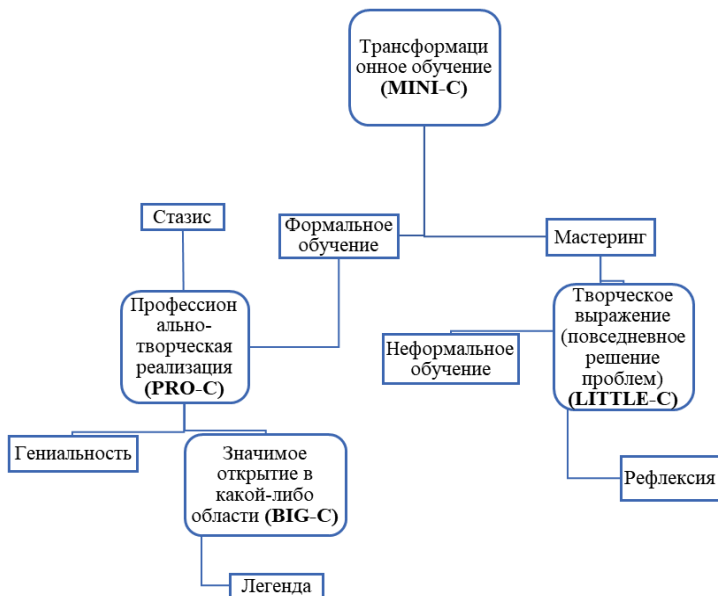 Трансформаци
онное обучение
(MINI-C)
Стазис
Формальное
обучение
Мастеринг
Профессион
ально-
творческая
реализация
(PRO-C)
Творческое
выражение
(повседневное
решение
проблем)
(LITTLE-C)
Неформальное
обучение
Гениальность
Значимое
открытие в
какой-либо
области (BIG-C)
Рефлексия
Легенда